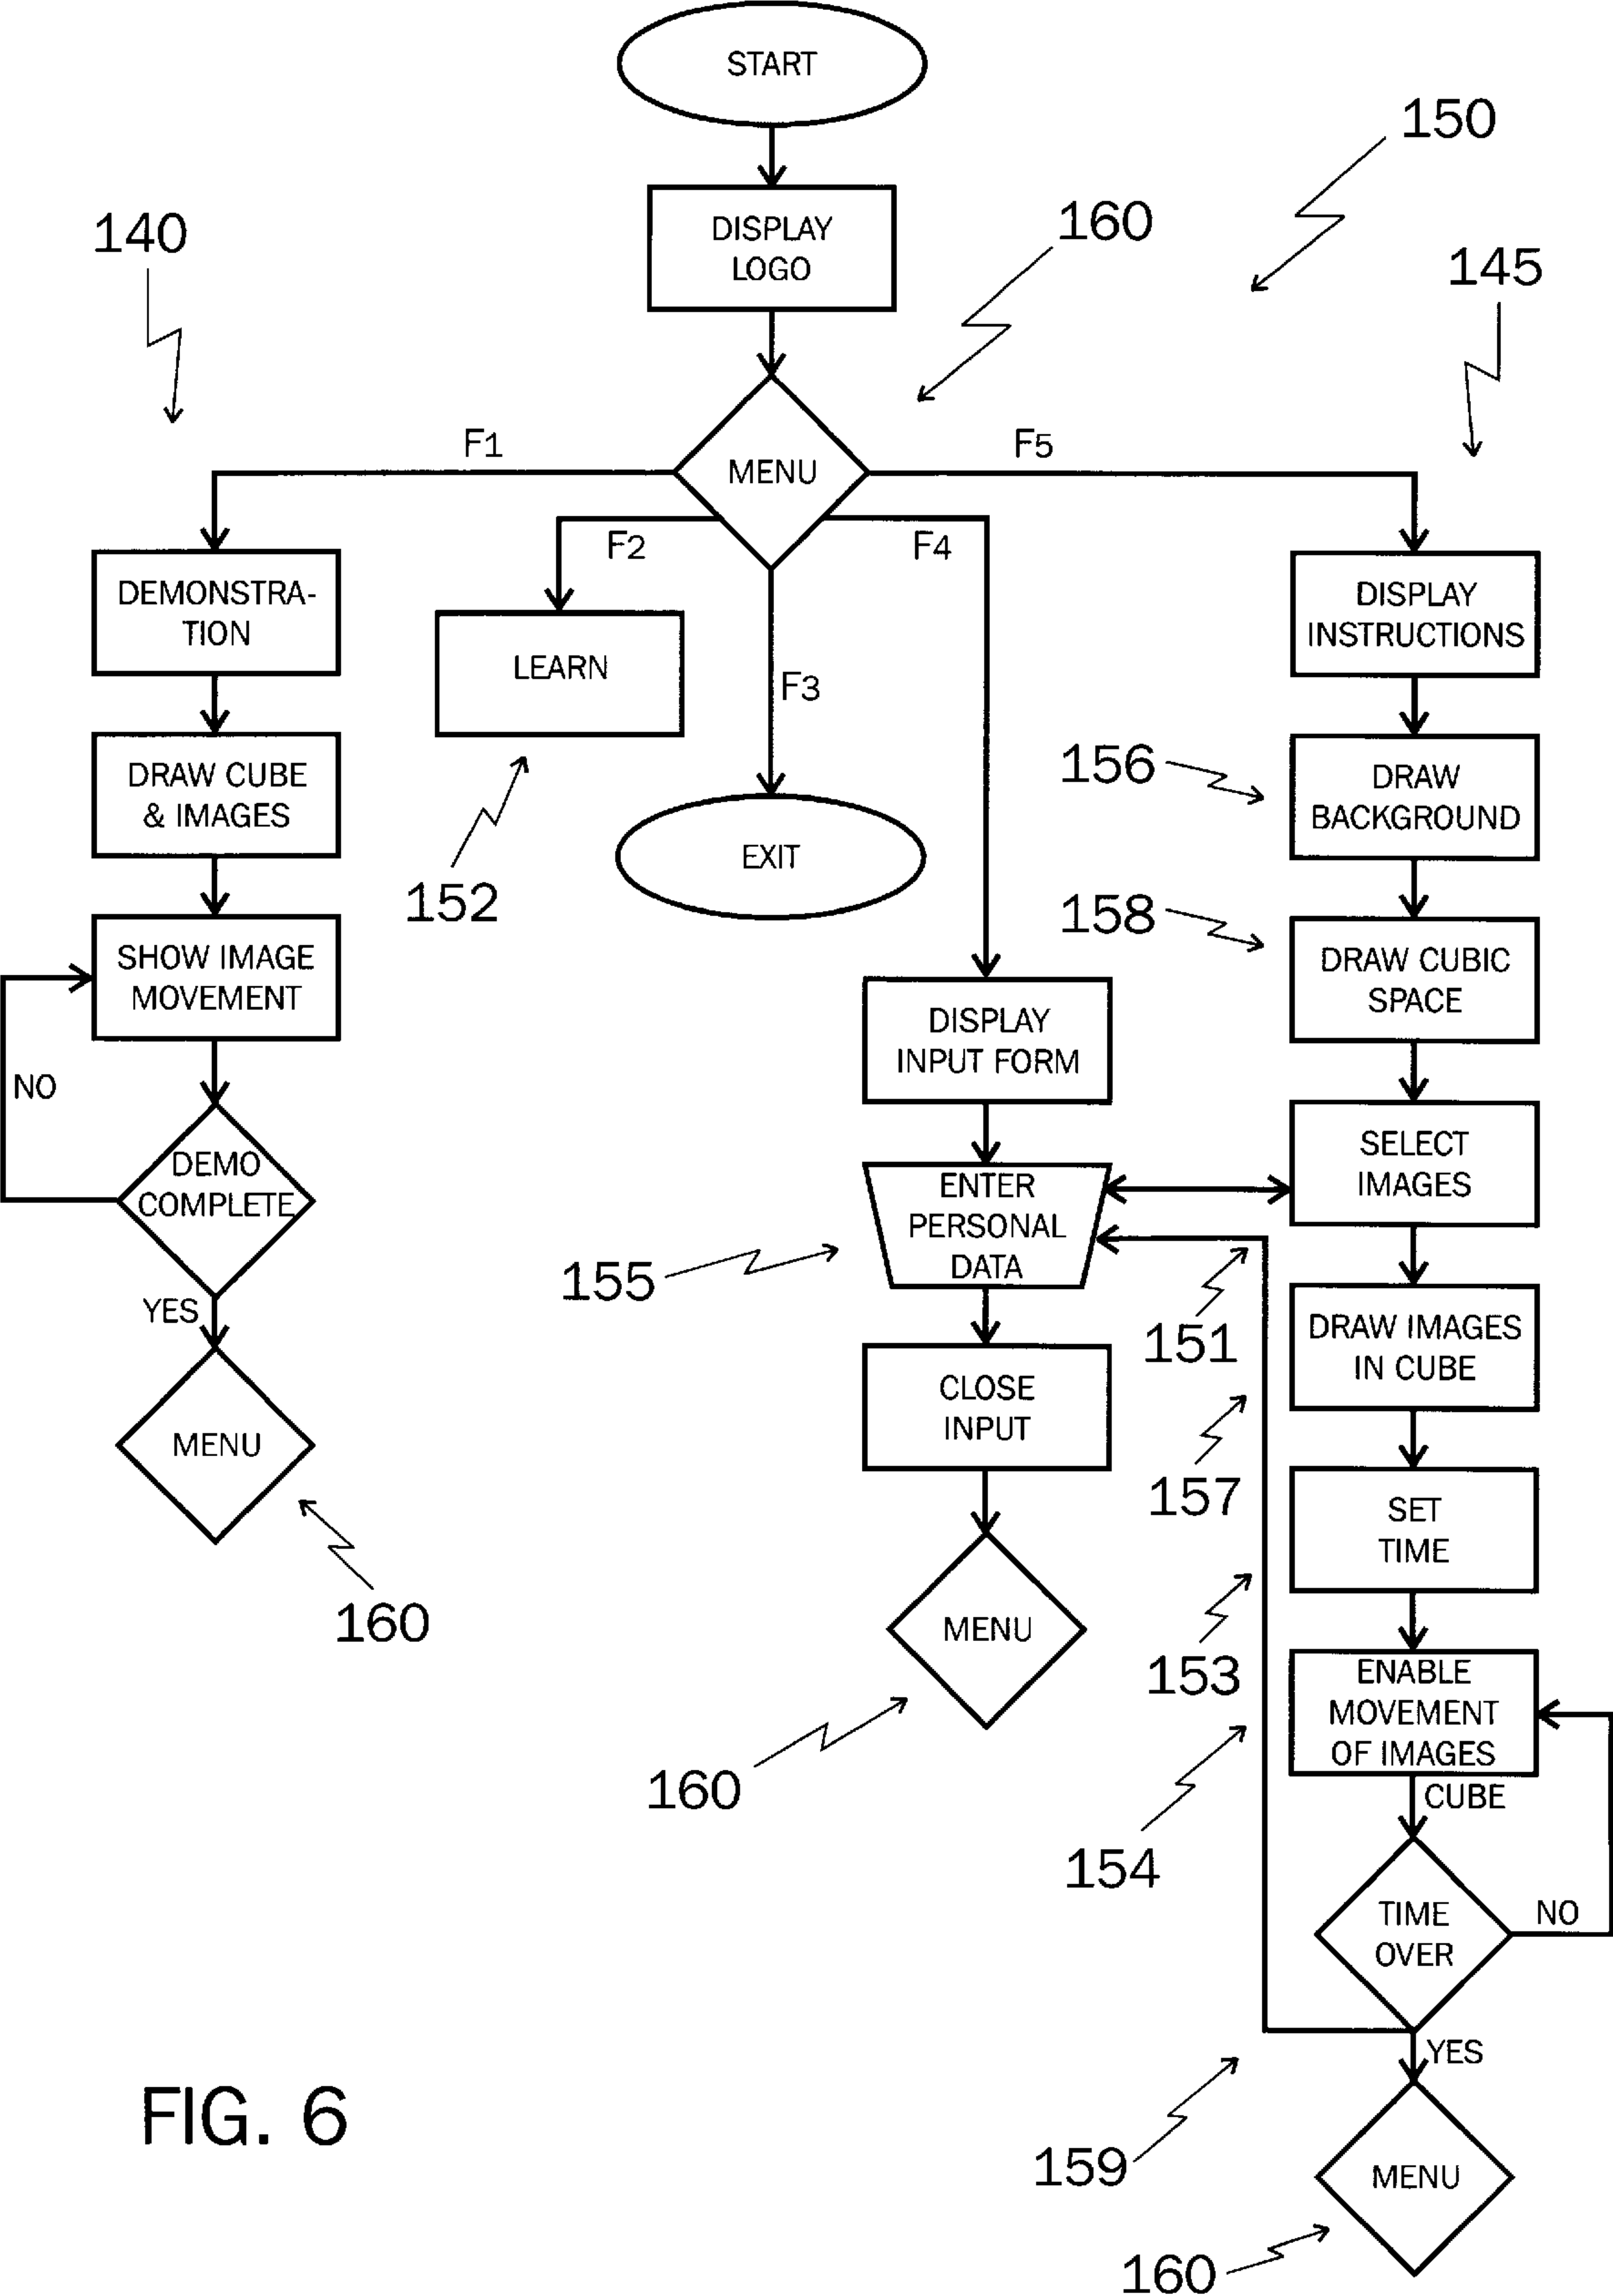 START
150
DISPLAY
LOGO
160
140
145
F1
MENU
F5
F2
F4
DEMONSTRA-
TION
DISPLAY
INSTRUCTIONS
LEARN
F3
156
DRAW CUBE
& IMAGES
DRAW
BACKGROUND
EXIT
152
158
SHOW IMAGE
MOVEMENT
DRAW CUBIC
SPACE
DISPLAY
INPUT FORM
NO
DEMO
COMPLETE
SELECT
IMAGES
ENTER
PERSONAL
DATA
155
YES
151
DRAW IMAGES
IN CUBE
CLOSE
INPUT
MENU
157
SET
TIME
160
MENU
153
ENABLE
MOVEMENT
OF IMAGES
160
CUBE
154
TIME
OVER
NO
YES
FIG. 6
159
MENU
160